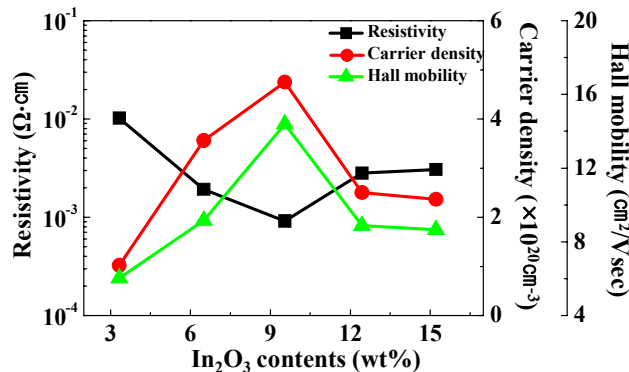 10⁻¹
10⁻²
10⁻³
10⁻⁴
Resistivity (Ω·㎝)
Resistivity
Carrier density
Hall mobility
6
4
2
0
Carrier density (×10²⁰㎝⁻³)
20
16
12
8
4
Hall mobility (㎝²/Vsec)
3
6
9
12
15
In₂O₃ contents (wt%)